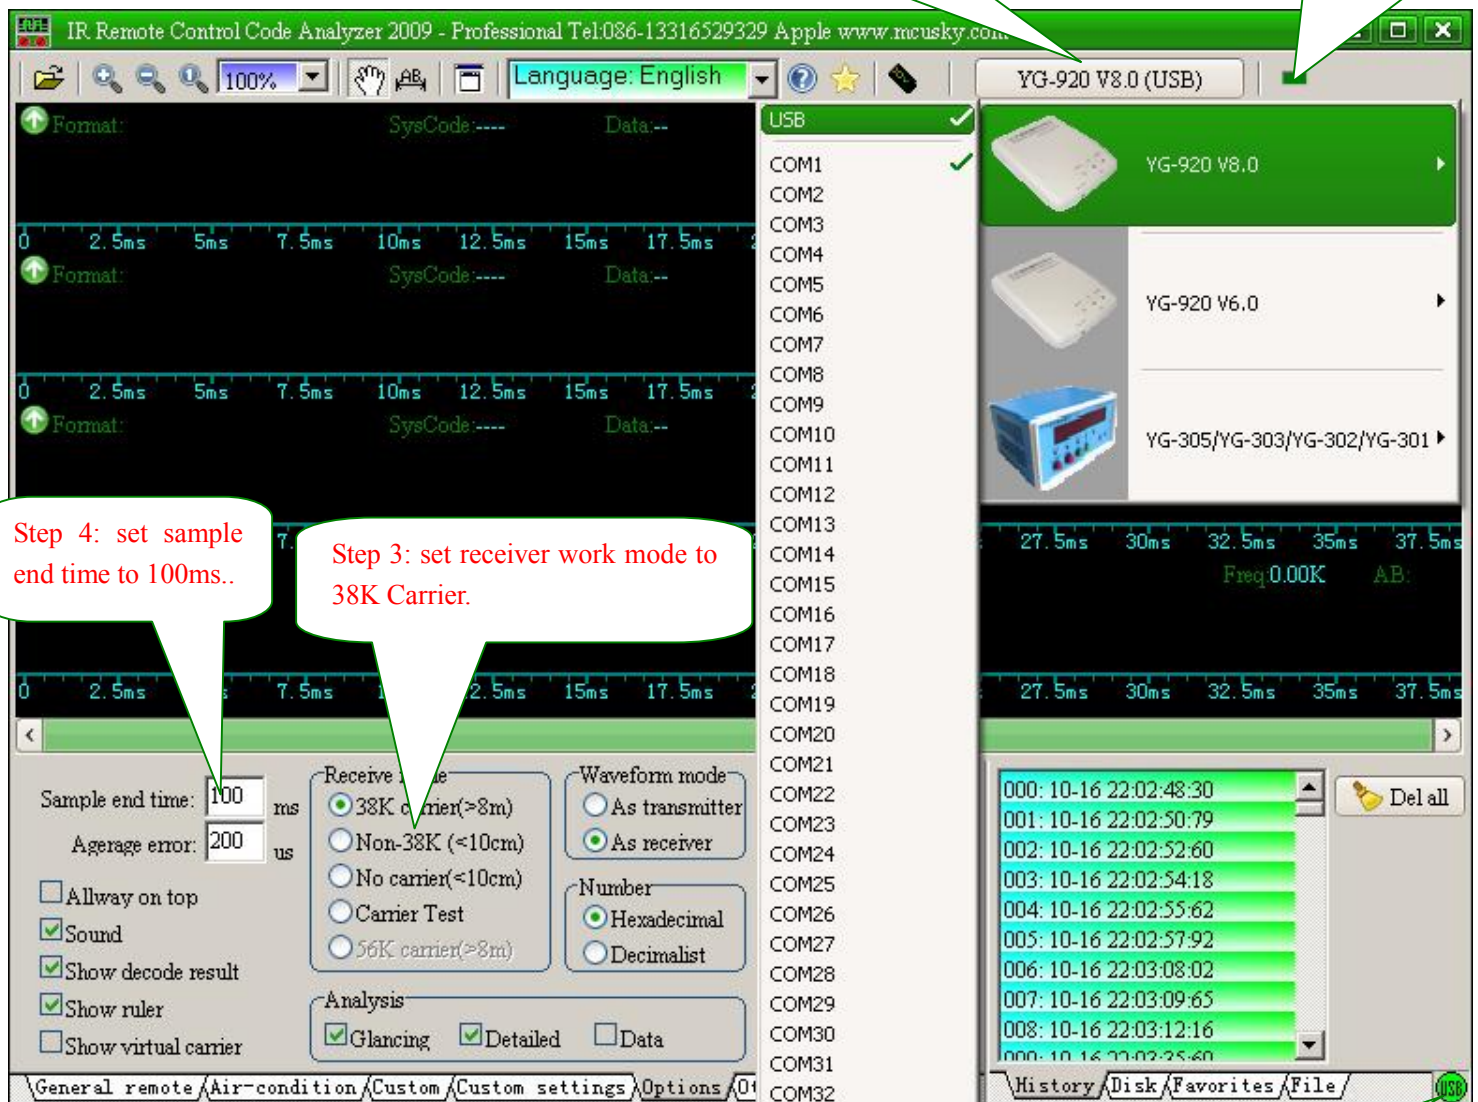 IR Remote Control Code Analyzer 2009 - Professional Tel:086-13316529329 Apple www.mcusky.com
100%
AB
Language: English
YG-920 V8.0 (USB)
Format: SysCode:---- Data:--
0 2.5ms 5ms 7.5ms 10ms 12.5ms 15ms 17.5ms
Format: SysCode:---- Data:--
0 2.5ms 5ms 7.5ms 10ms 12.5ms 15ms 17.5ms
Format: SysCode:---- Data:--
USB
COM1
COM2
COM3
COM4
COM5
COM6
COM7
COM8
COM9
COM10
COM11
COM12
COM13
COM14
COM15
COM16
COM17
COM18
COM19
COM20
COM21
COM22
COM23
COM24
COM25
COM26
COM27
COM28
COM29
COM30
COM31
COM32
YG-920 V8.0
YG-920 V6.0
YG-305/YG-303/YG-302/YG-301
Step 4: set sample
end time to 100ms..
Step 3: set receiver work mode to
38K Carrier.
27.5ms 30ms 32.5ms 35ms 37.5ms
Freq:0.00K AB:
0 2.5ms 7.5ms 12.5ms 15ms 17.5ms 27.5ms 30ms 32.5ms 35ms 37.5ms
Sample end time: 100 ms
Agerage error: 200 us
Allway on top
Sound
Show decode result
Show ruler
Show virtual carrier
Receive
38K carrier(>8m)
Non-38K (<10cm)
No carrier(<10cm)
Carrier Test
56K carrier(>8m)
Waveform mode
As transmitter
As receiver
Number
Hexadecimal
Decimalist
Analysis
Glancing Detailed Data
000: 10-16 22:02:48:30
001: 10-16 22:02:50:79
002: 10-16 22:02:52:60
003: 10-16 22:02:54:18
004: 10-16 22:02:55:62
005: 10-16 22:02:57:92
006: 10-16 22:03:08:02
007: 10-16 22:03:09:65
008: 10-16 22:03:12:16
Del all
General remote Air-condition Custom Custom settings Options
History Disk Favorites File
USB